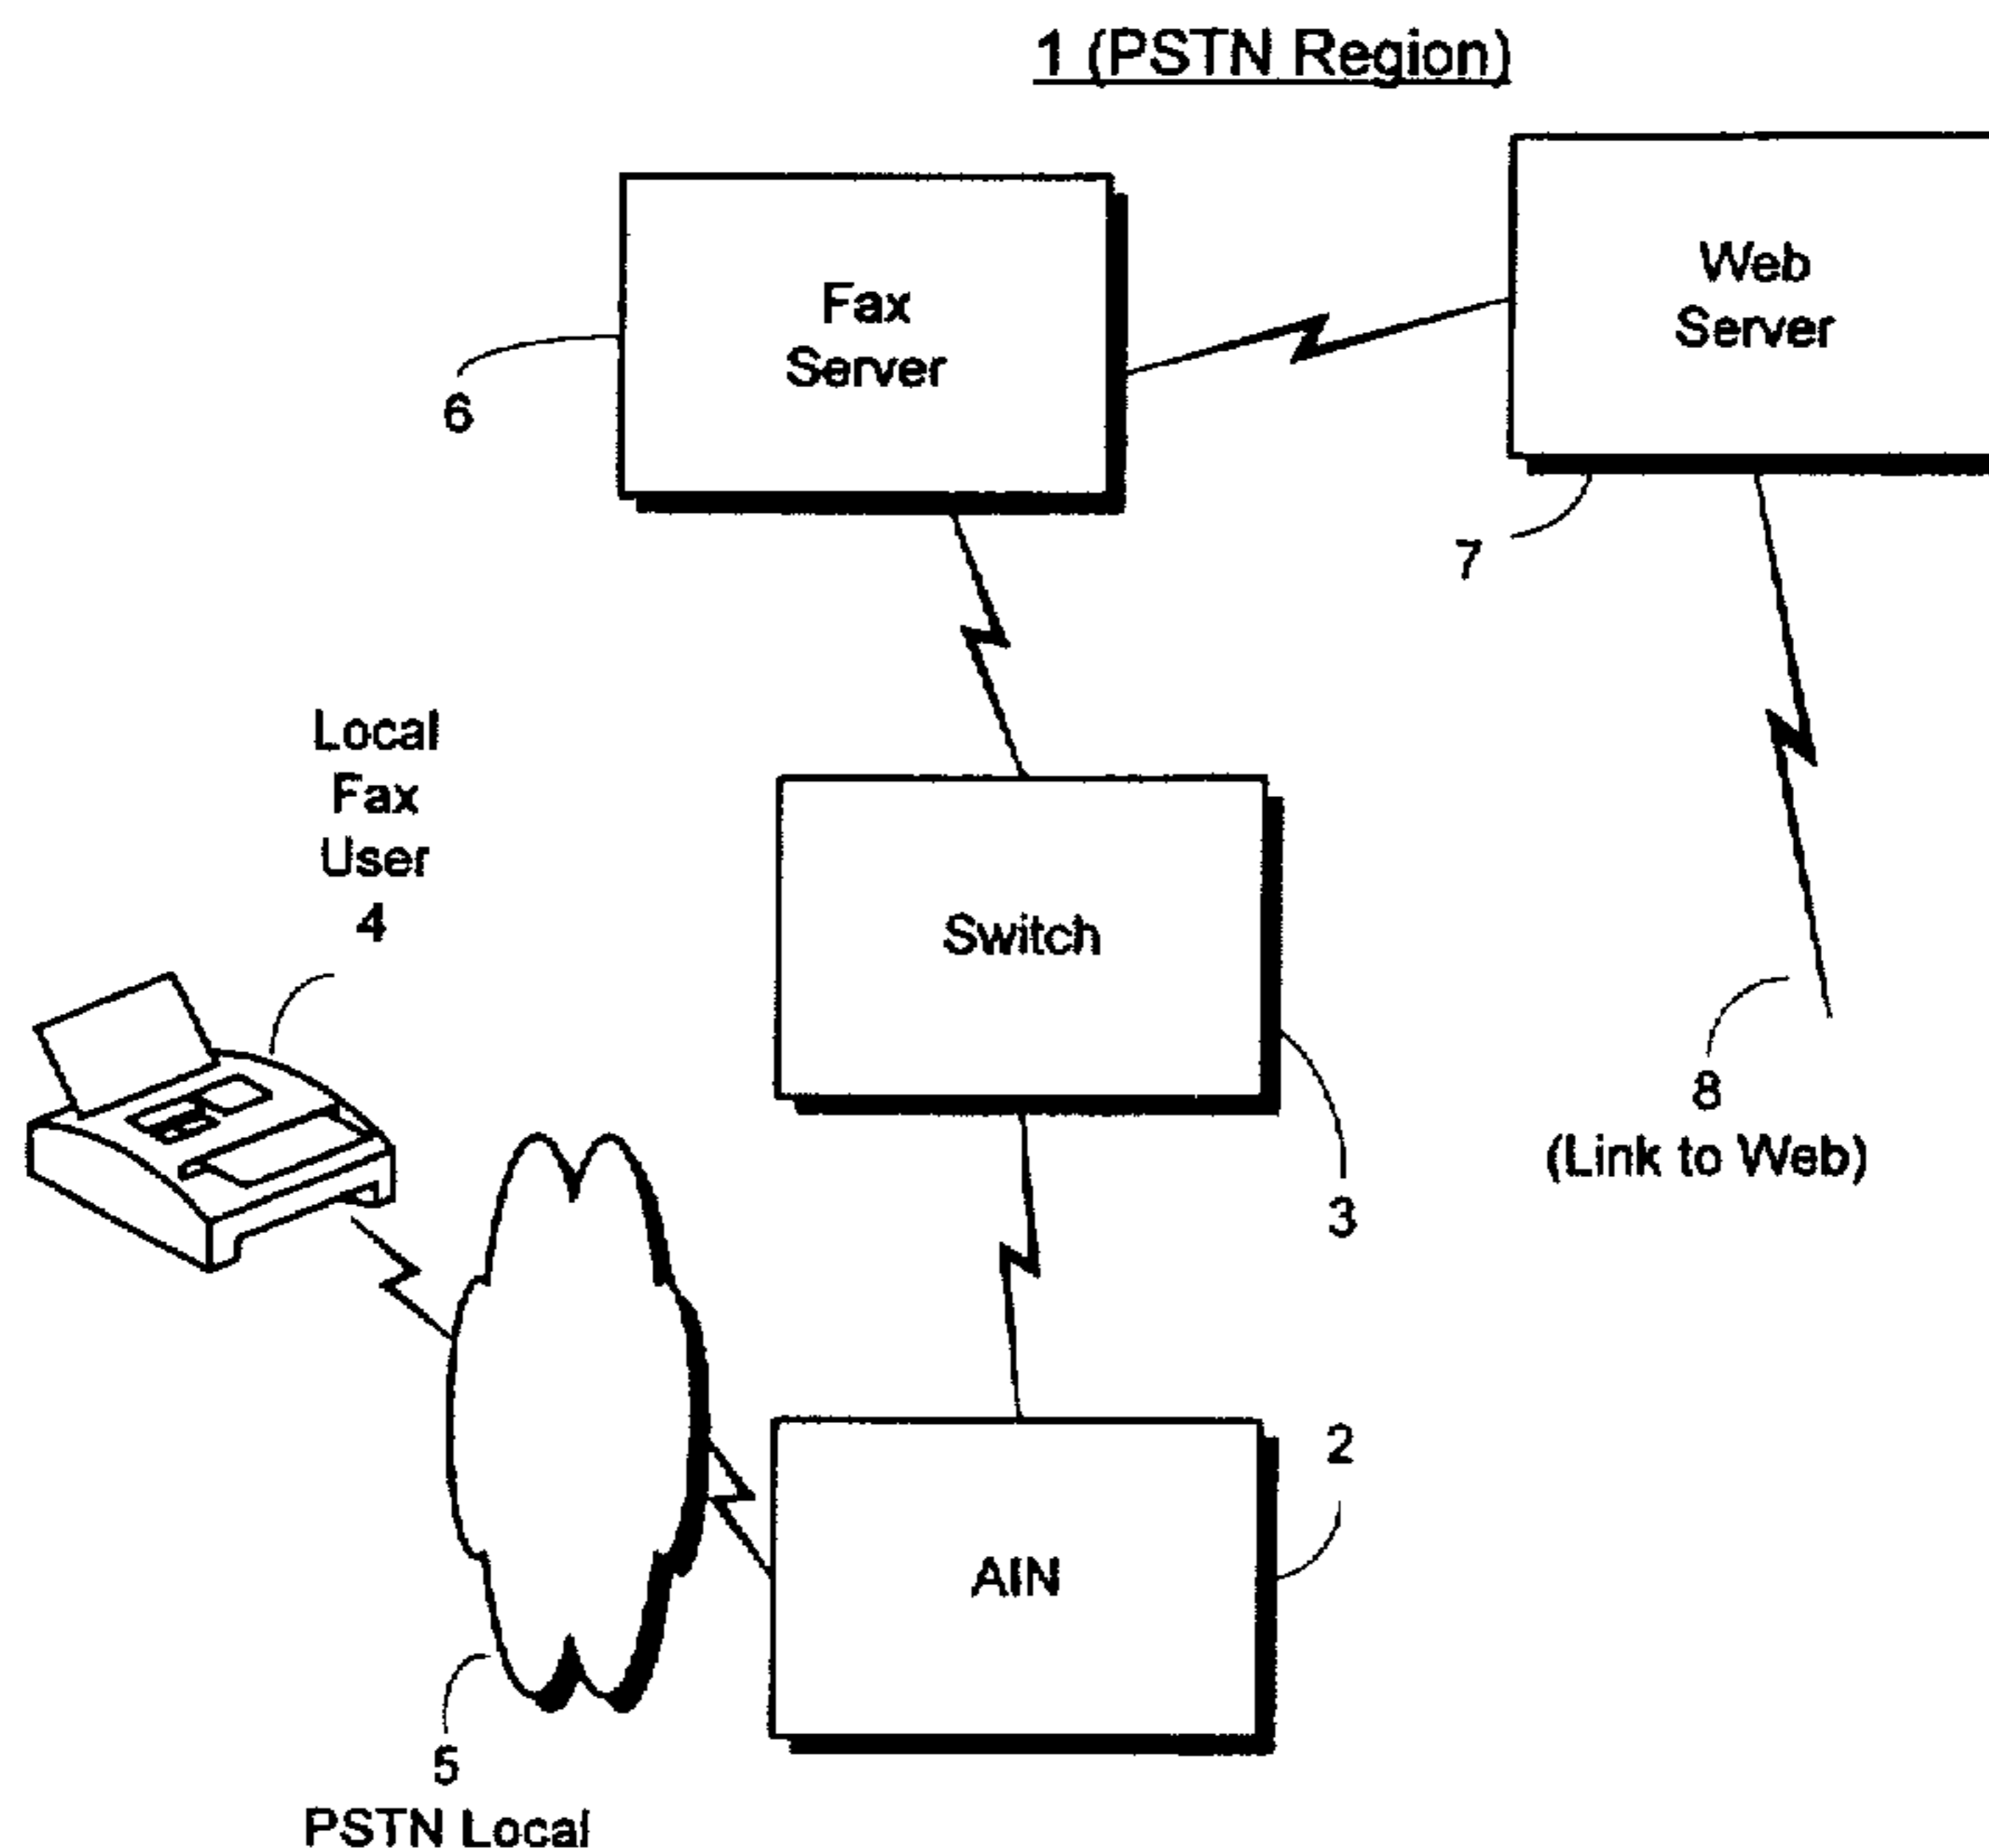 1 (PSTN Region)
Web
Server
Fax
Server
6
7
Local
Fax
User
4
Switch
8
(Link to Web)
3
2
AIN
5
PSTN Local